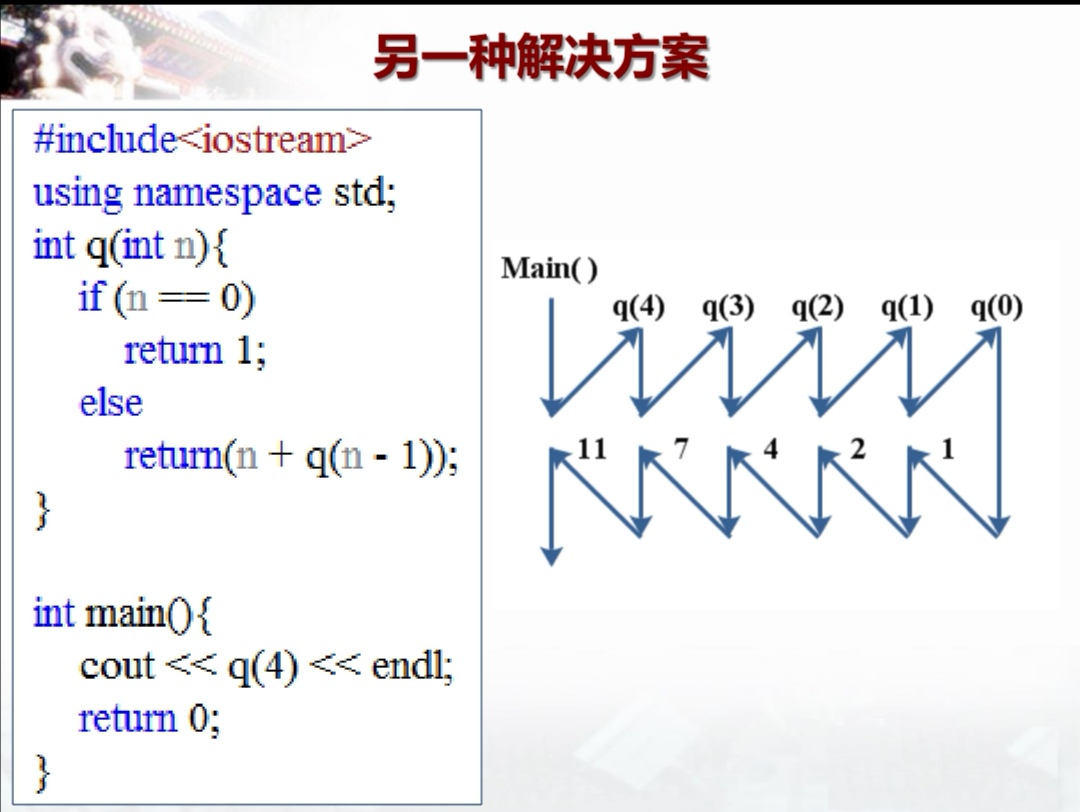 另一种解决方案
#include<iostream>
using namespace std;
int q(int n){
if (n == 0)
return 1;
else
return(n + q(n - 1));
}
int main(){
cout << q(4) << endl;
return 0;
}
Main( )
q(4) q(3) q(2) q(1) q(0)
11 7 4 2 1